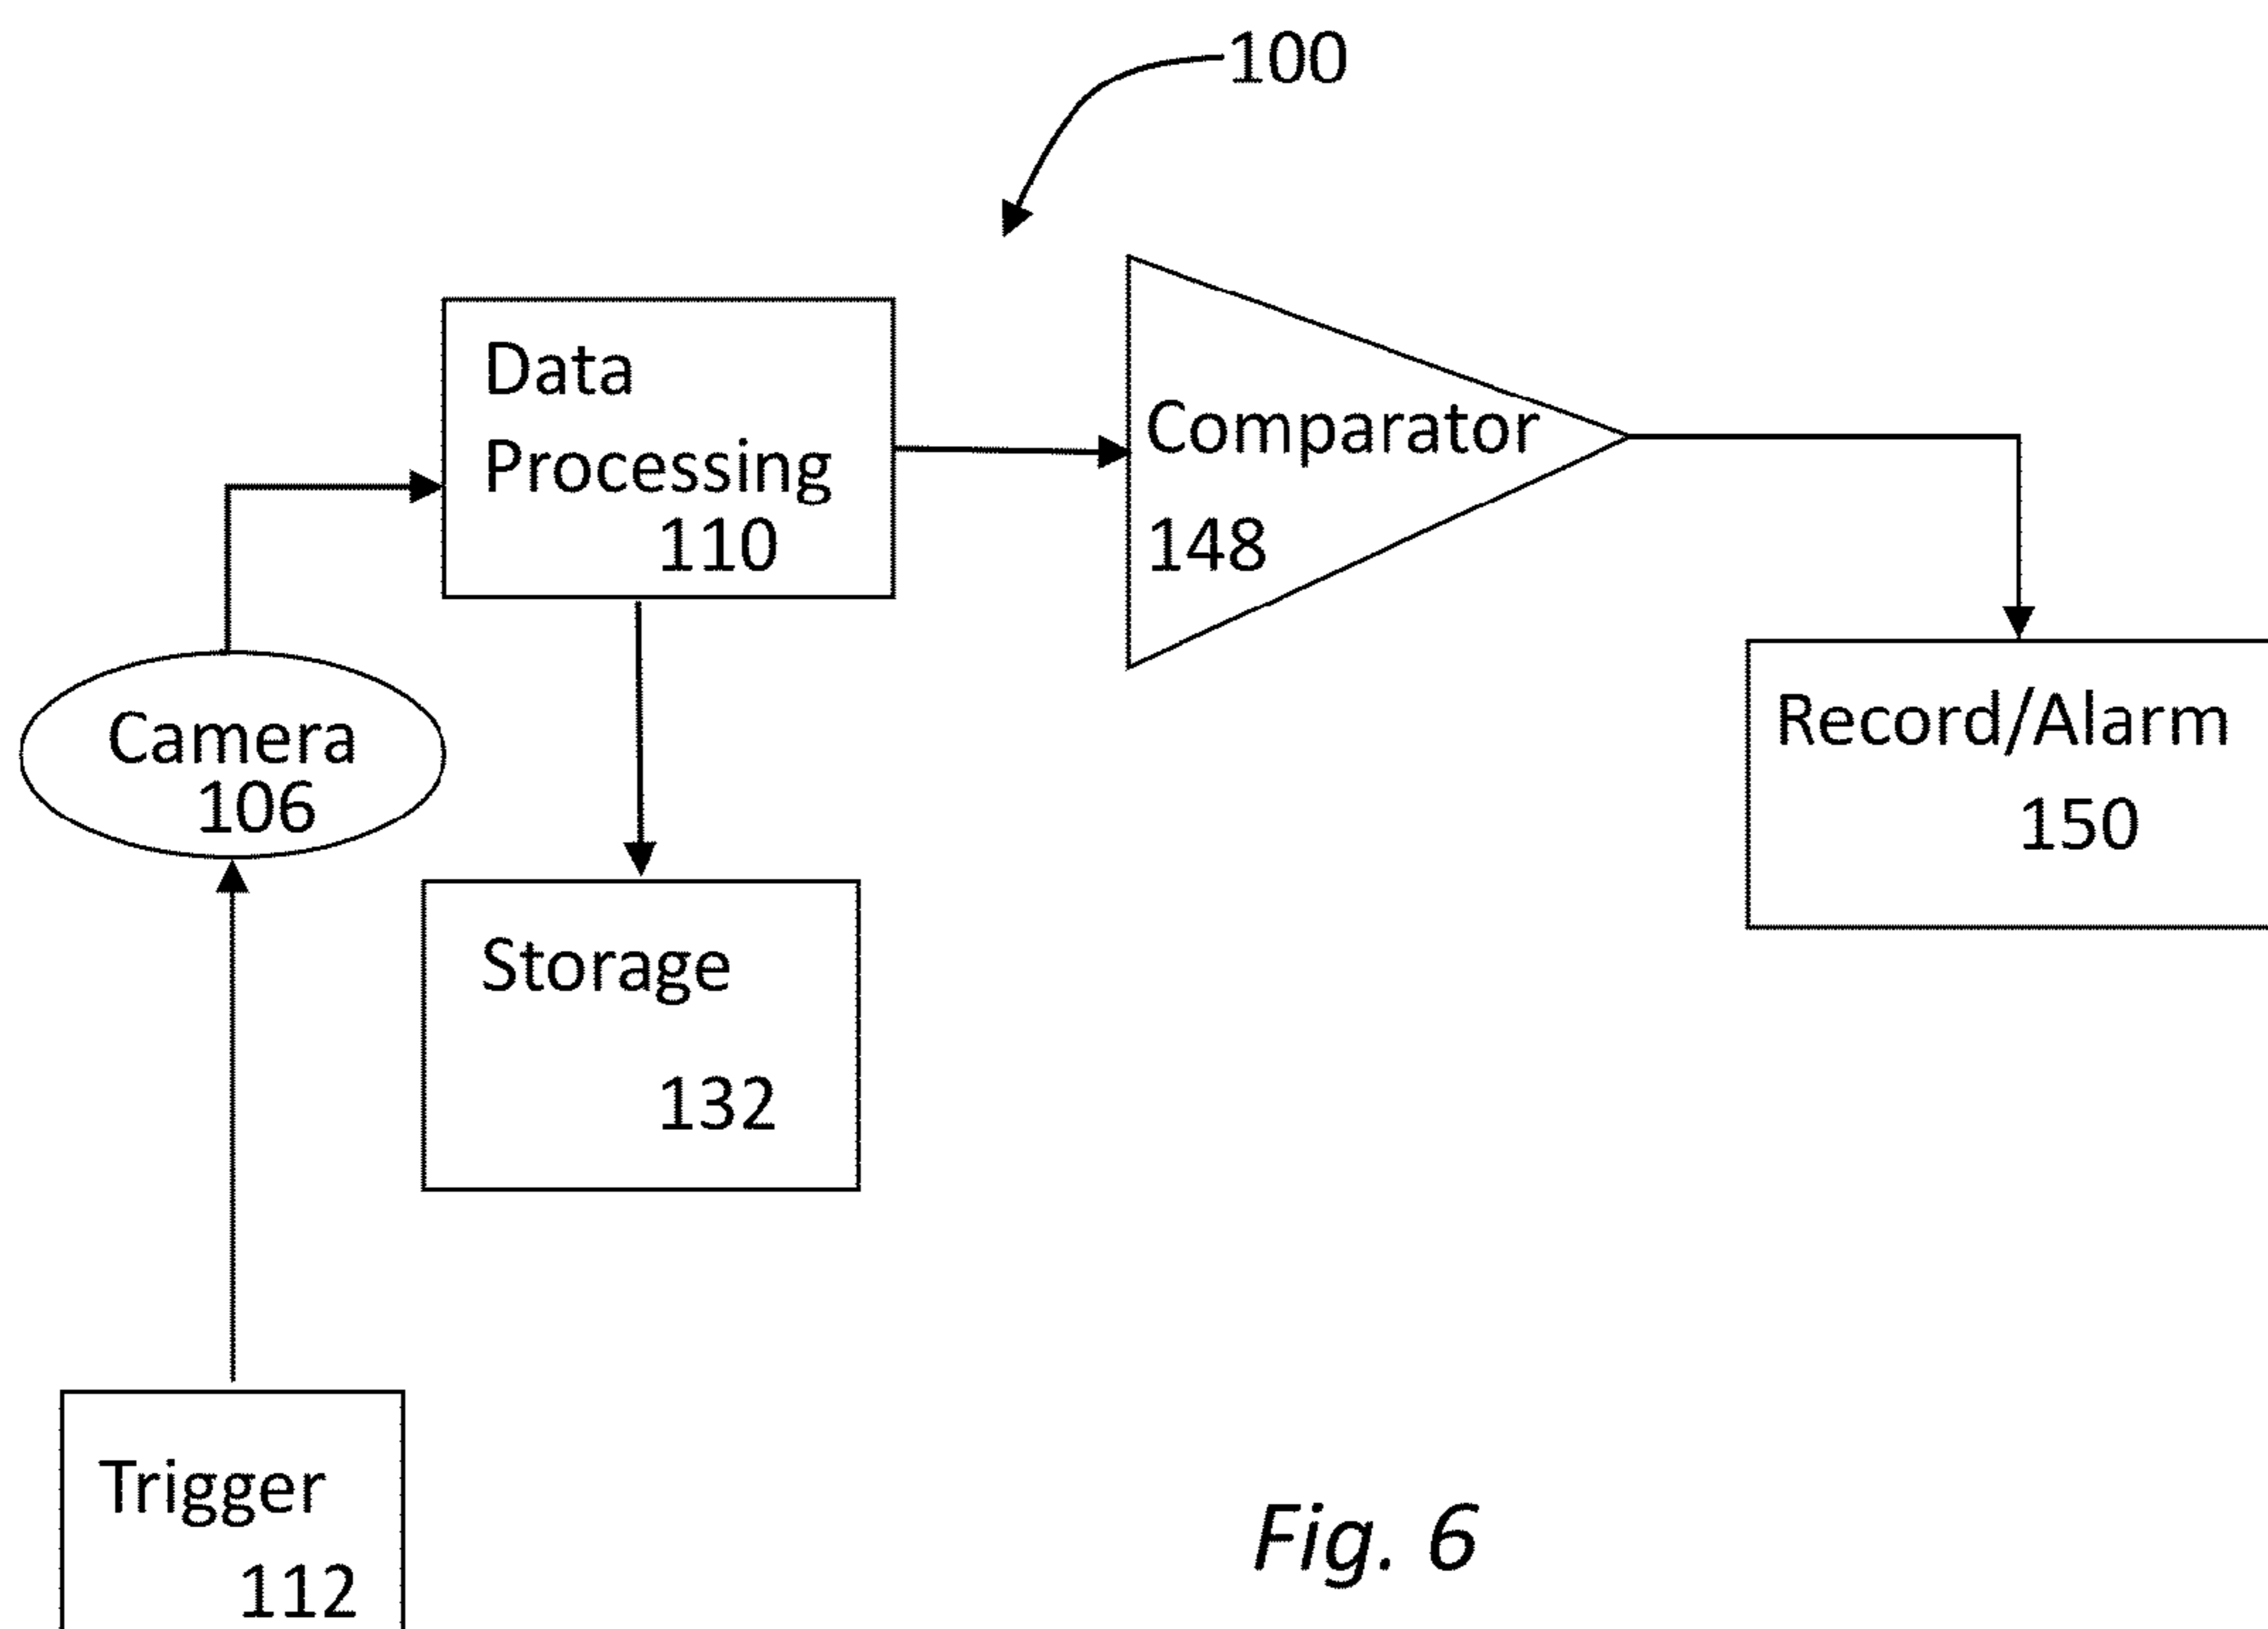 100
Data
Processing
110
Comparator
148
Camera
106
Record/Alarm
150
Storage
132
Trigger
112
Fig. 6